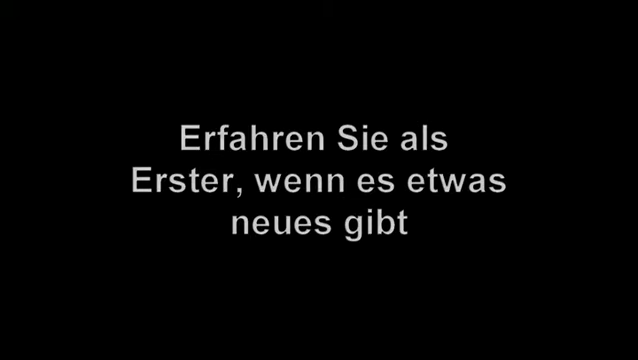 Erfahren Sie als
Erster, wenn es etwas
neues gibt